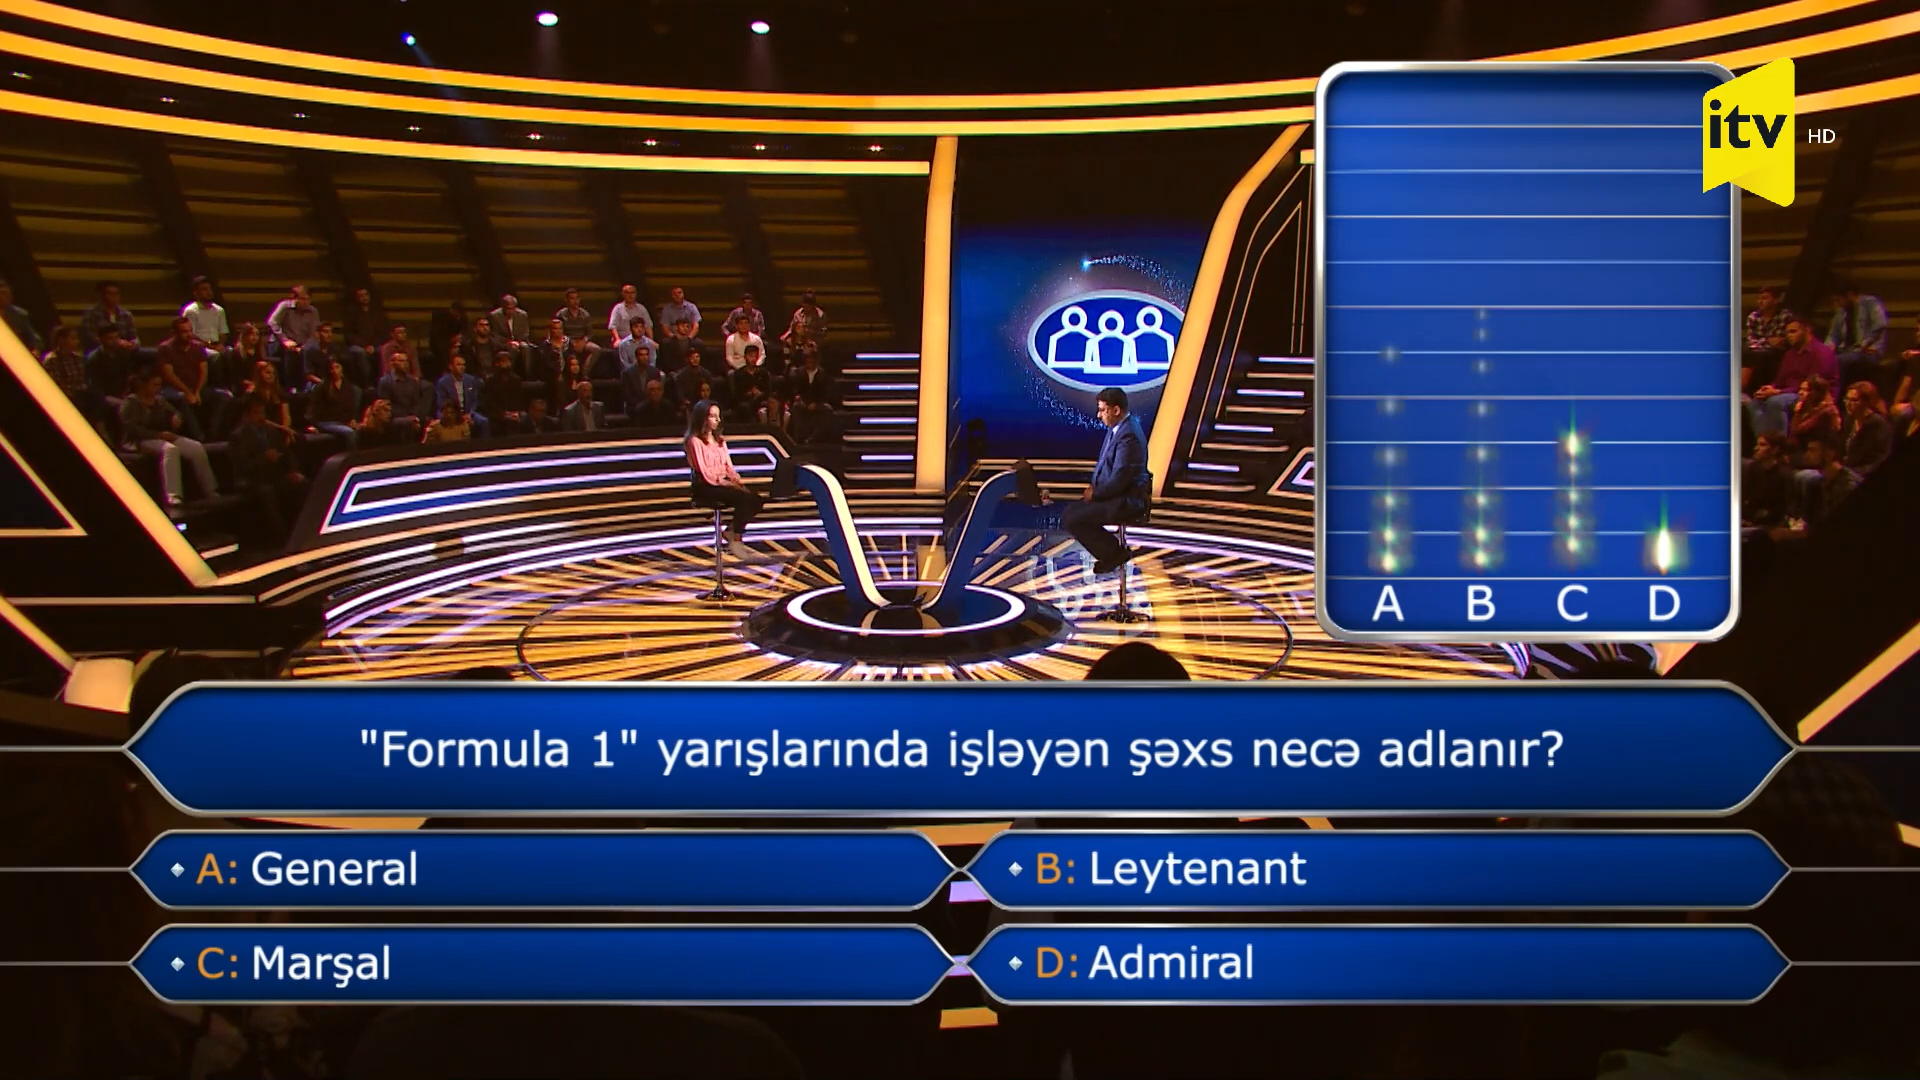 itv HD
A B C D
"Formula 1" yarışlarında işləyən şəxs necə adlanır?
A: General
B: Leytenant
C: Marşal
D: Admiral